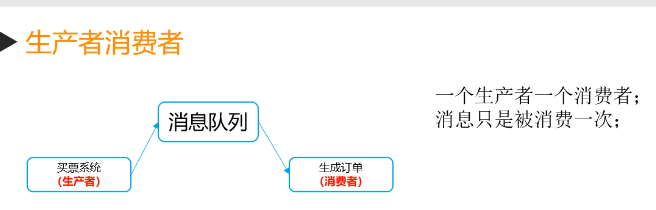 生产者消费者
一个生产者一个消费者；
消息只是被消费一次；
消息队列
买票系统
(生产者)
生成订单
(消费者)